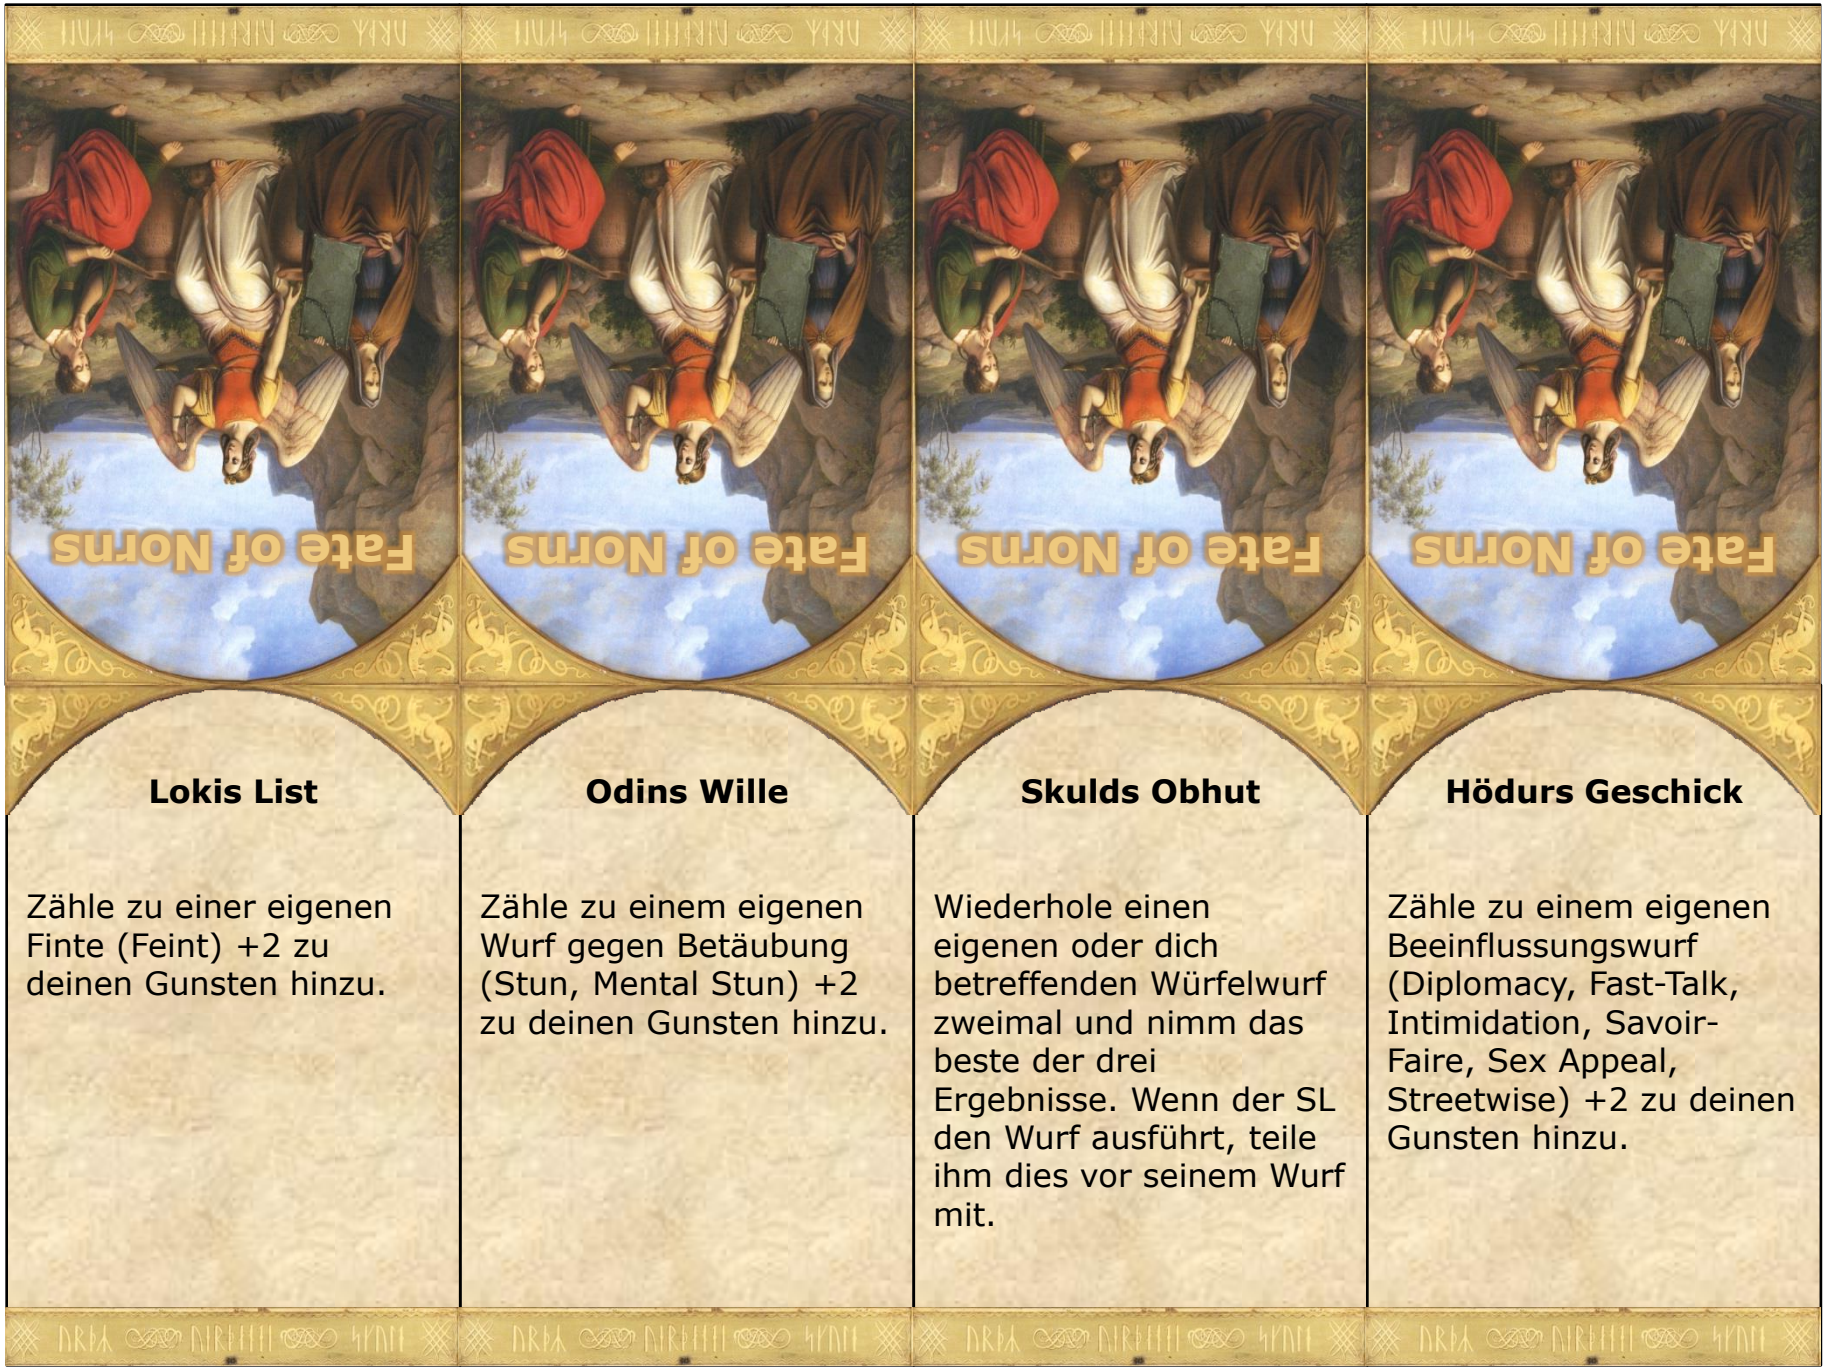 Fate of Norns
Fate of Norns
Fate of Norns
Fate of Norns
Lokis List
Zähle zu einer eigenen
Finte (Feint) +2 zu
deinen Gunsten hinzu.
Odins Wille
Zähle zu einem eigenen
Wurf gegen Betäubung
(Stun, Mental Stun) +2
zu deinen Gunsten hinzu.
Skulds Obhut
Wiederhole einen
eigenen oder dich
betreffenden Würfelwurf
zweimal und nimm das
beste der drei
Ergebnisse. Wenn der SL
den Wurf ausführt, teile
ihm dies vor seinem Wurf
mit.
Hödurs Geschick
Zähle zu einem eigenen
Beeinflussungswurf
(Diplomacy, Fast-Talk,
Intimidation, Savoir-
Faire, Sex Appeal,
Streetwise) +2 zu deinen
Gunsten hinzu.